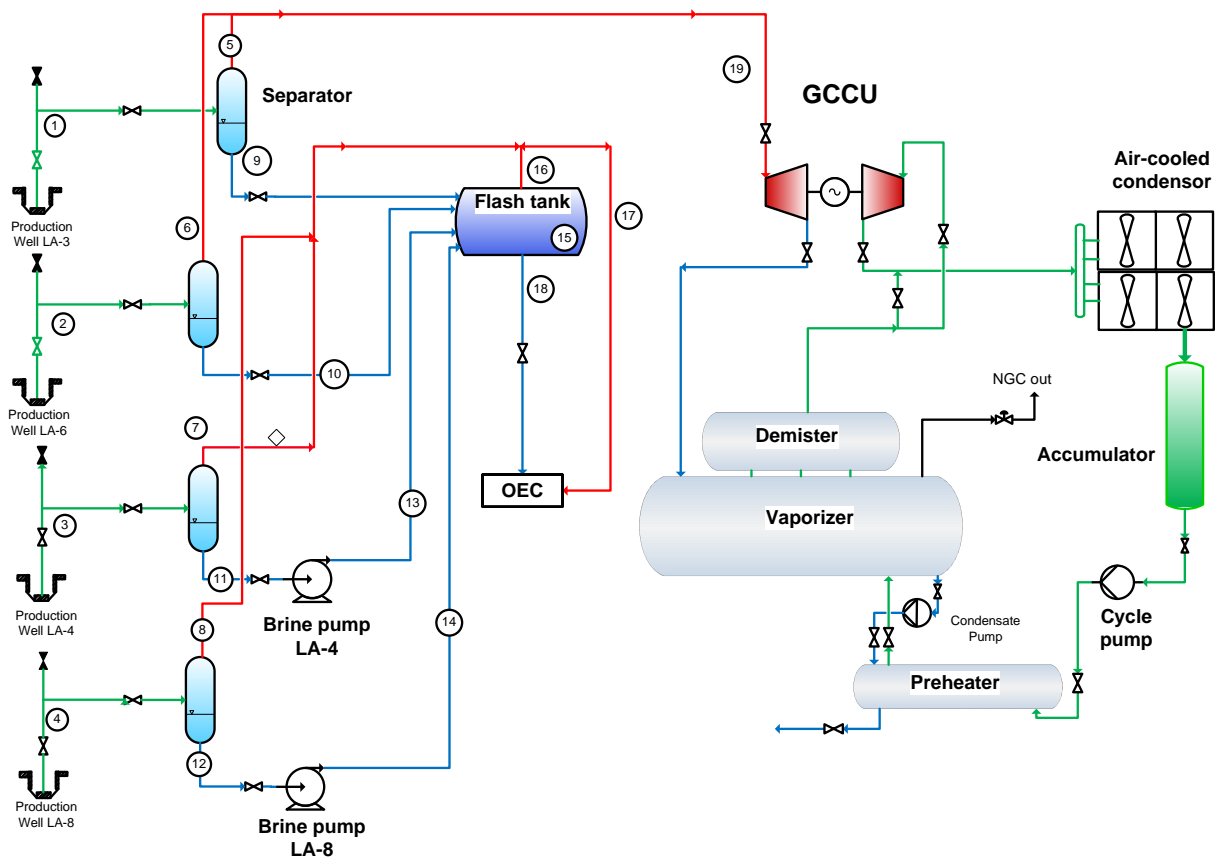 5
19
GCCU
Separator
1
9
Production
Well LA-3
16
Flash tank
15
17
Air-cooled
condensor
6
18
2
10
Production
Well LA-6
NGC out
7
Demister
Accumulator
OEC
3
13
Vaporizer
11
Production
Well LA-4
Brine pump
LA-4
14
8
Condensate
Pump
Cycle
pump
Preheater
4
12
Production
Well LA-8
Brine pump
LA-8